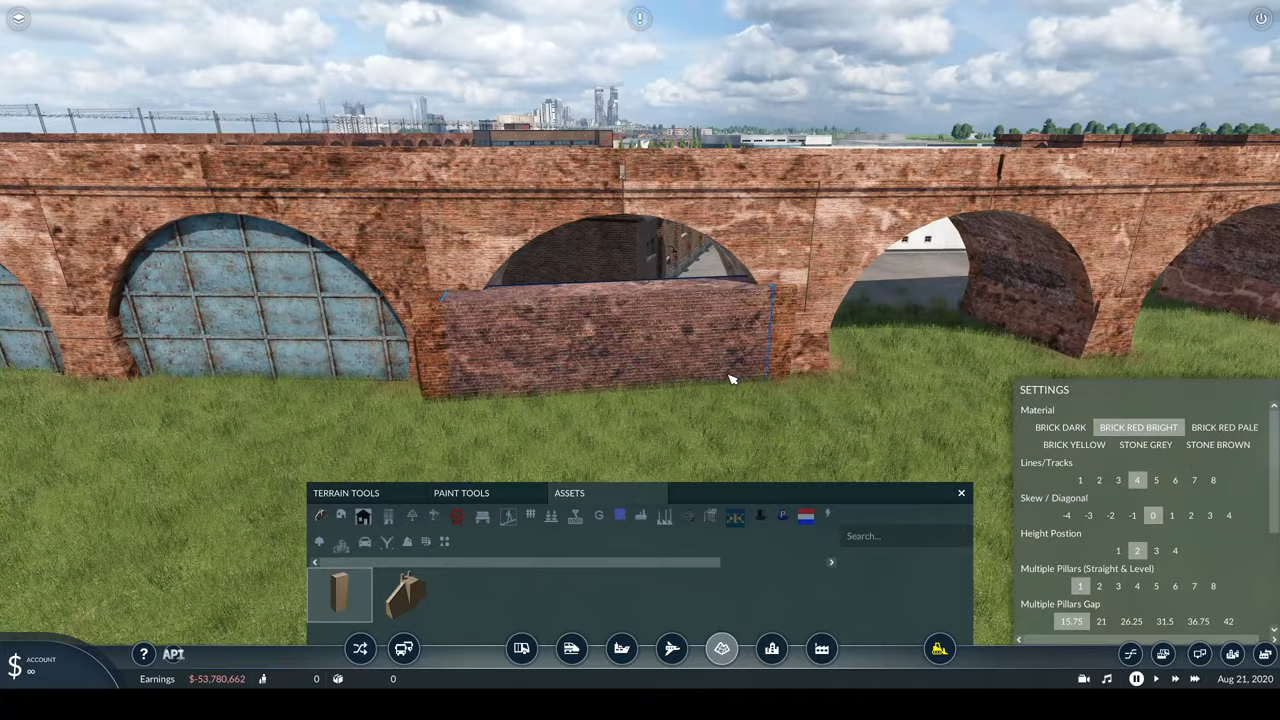 SETTINGS
Material
BRICK DARK BRICK RED BRIGHT BRICK RED PALE
BRICK YELLOW STONE GREY STONE BROWN
Lines/Tracks
1 2 3 4 5 6 7 8
Skew / Diagonal
-4 -3 -2 -1 0 1 2 3 4
Height Postion
1 2 3 4
Multiple Pillars (Straight & Level)
1 2 3 4 5 6 7 8
Multiple Pillars Gap
15.75 21 26.25 31.5 36.75 42
TERRAIN TOOLS PAINT TOOLS ASSETS
Search...
$ ACCOUNT
∞
? API
Earnings $-53,780,662 0 0
Aug 21, 2020